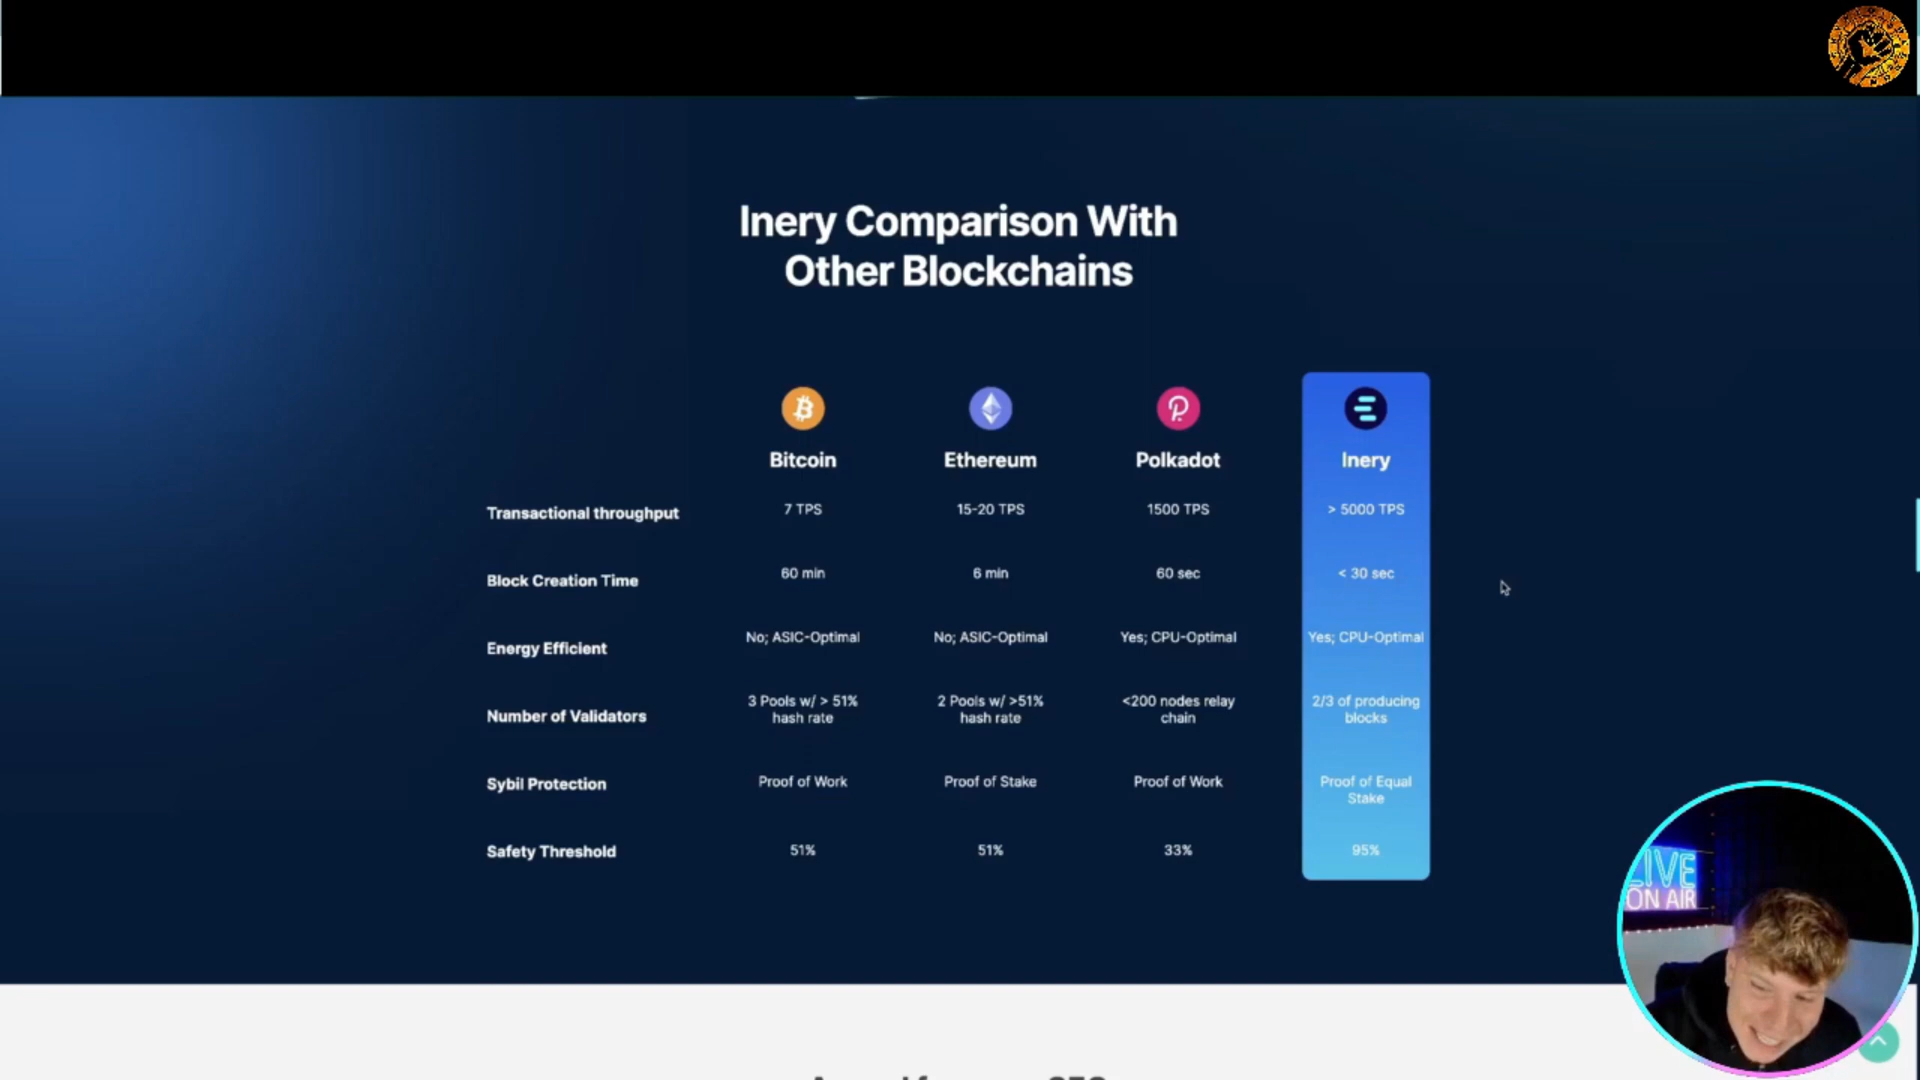 Inery Comparison With
Other Blockchains
Bitcoin Ethereum Polkadot Inery
Transactional throughput 7 TPS 15-20 TPS 1500 TPS > 5000 TPS
Block Creation Time 60 min 6 min 60 sec < 30 sec
Energy Efficient No; ASIC-Optimal No; ASIC-Optimal Yes; CPU-Optimal Yes; CPU-Optimal
Number of Validators 3 Pools w/ > 51% 2 Pools w/ >51% <200 nodes relay 2/3 of producing
hash rate hash rate chain blocks
Sybil Protection Proof of Work Proof of Stake Proof of Work Proof of Equal
Stake
Safety Threshold 51% 51% 33% 95%
LIVE
ON AIR